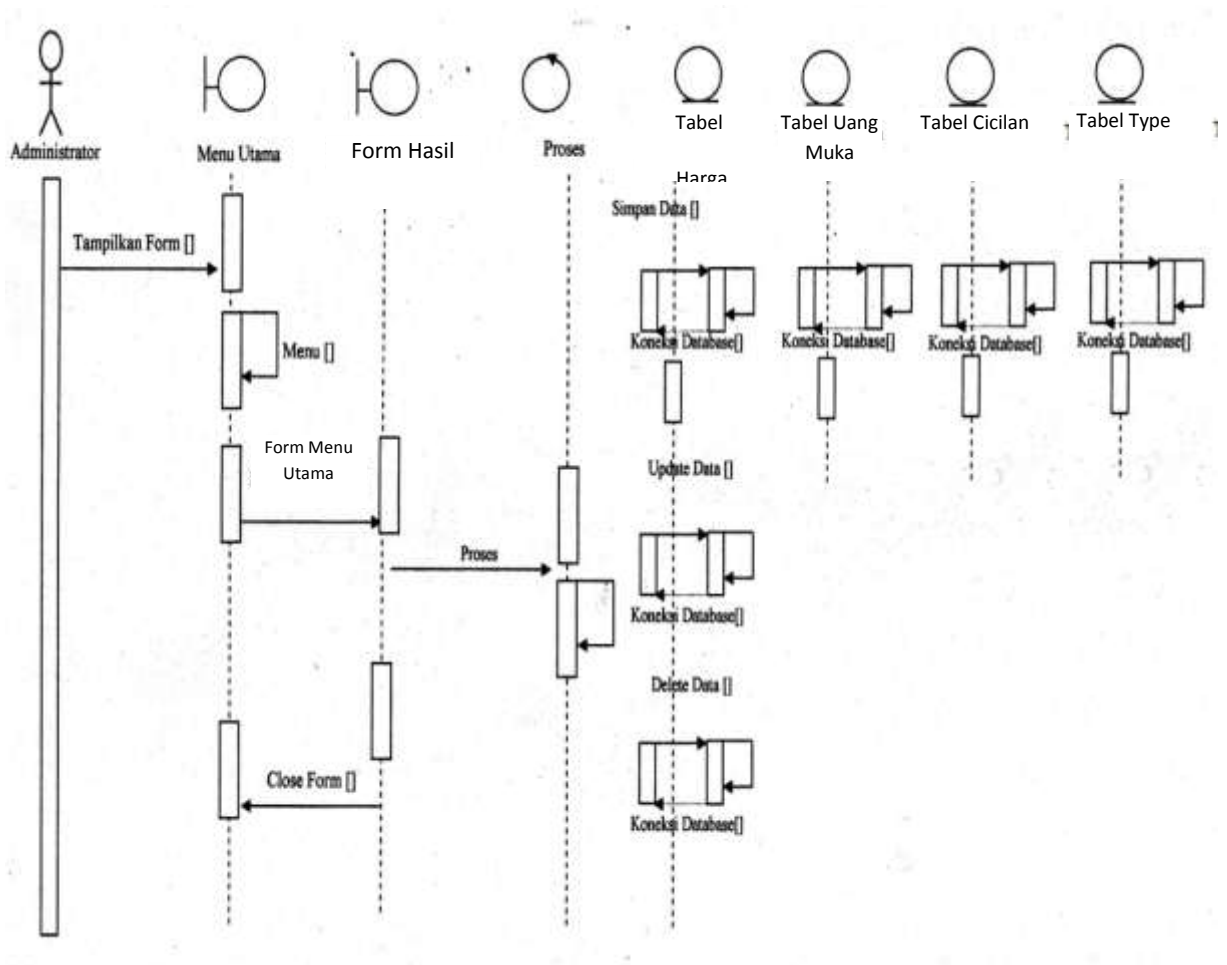 Administrator
Menu Utama
Form Hasil
Proses
Tabel
Harga
Tabel Uang
Muka
Tabel Cicilan
Tabel Type
Simpan Data []
Tampilkan Form []
Koneksi Database[]
Koneksi Database[]
Koneksi Database[]
Koneksi Database[]
Menu []
Form Menu
Utama
Update Data []
Proses
Koneksi Database[]
Delete Data []
Close Form []
Koneksi Database[]